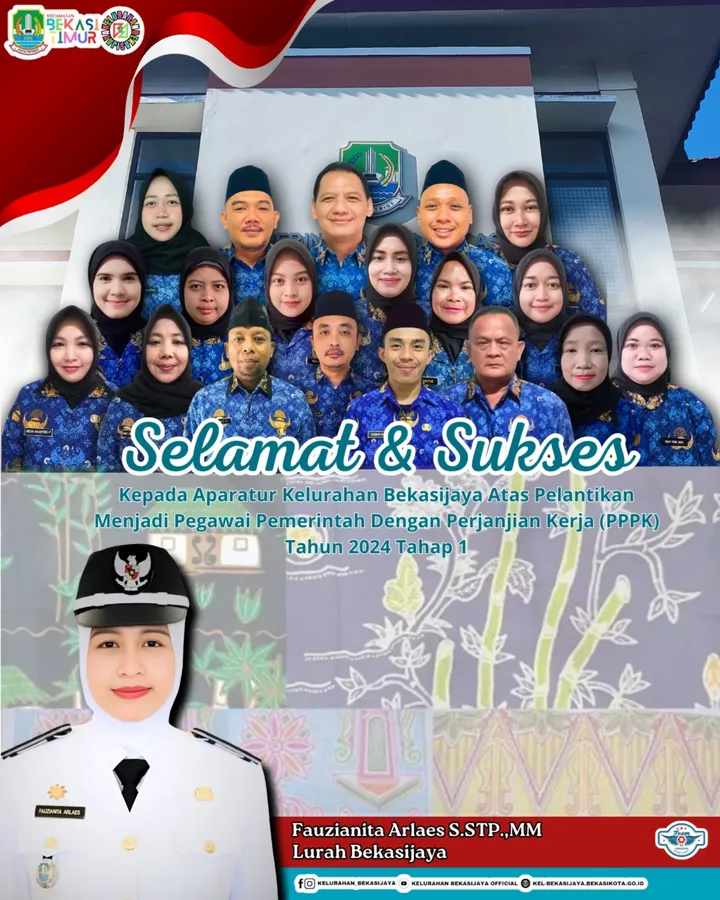 KECAMATAN
BEKASI
TIMUR
Selamat & Sukses
Kepada Aparatur Kelurahan Bekasijaya Atas Pelantikan
Menjadi Pegawai Pemerintah Dengan Perjanjian Kerja (PPPK)
Tahun 2024 Tahap 1
FAUZIANITA ARLAES
Fauzianita Arlaes S.STP.,MM
Lurah Bekasijaya
KELURAHAN_BEKASIJAYA
KELURAHAN BEKASIJAYA OFFICIAL
KEL-BEKASIJAYA.BEKASIKOTA.GO.ID